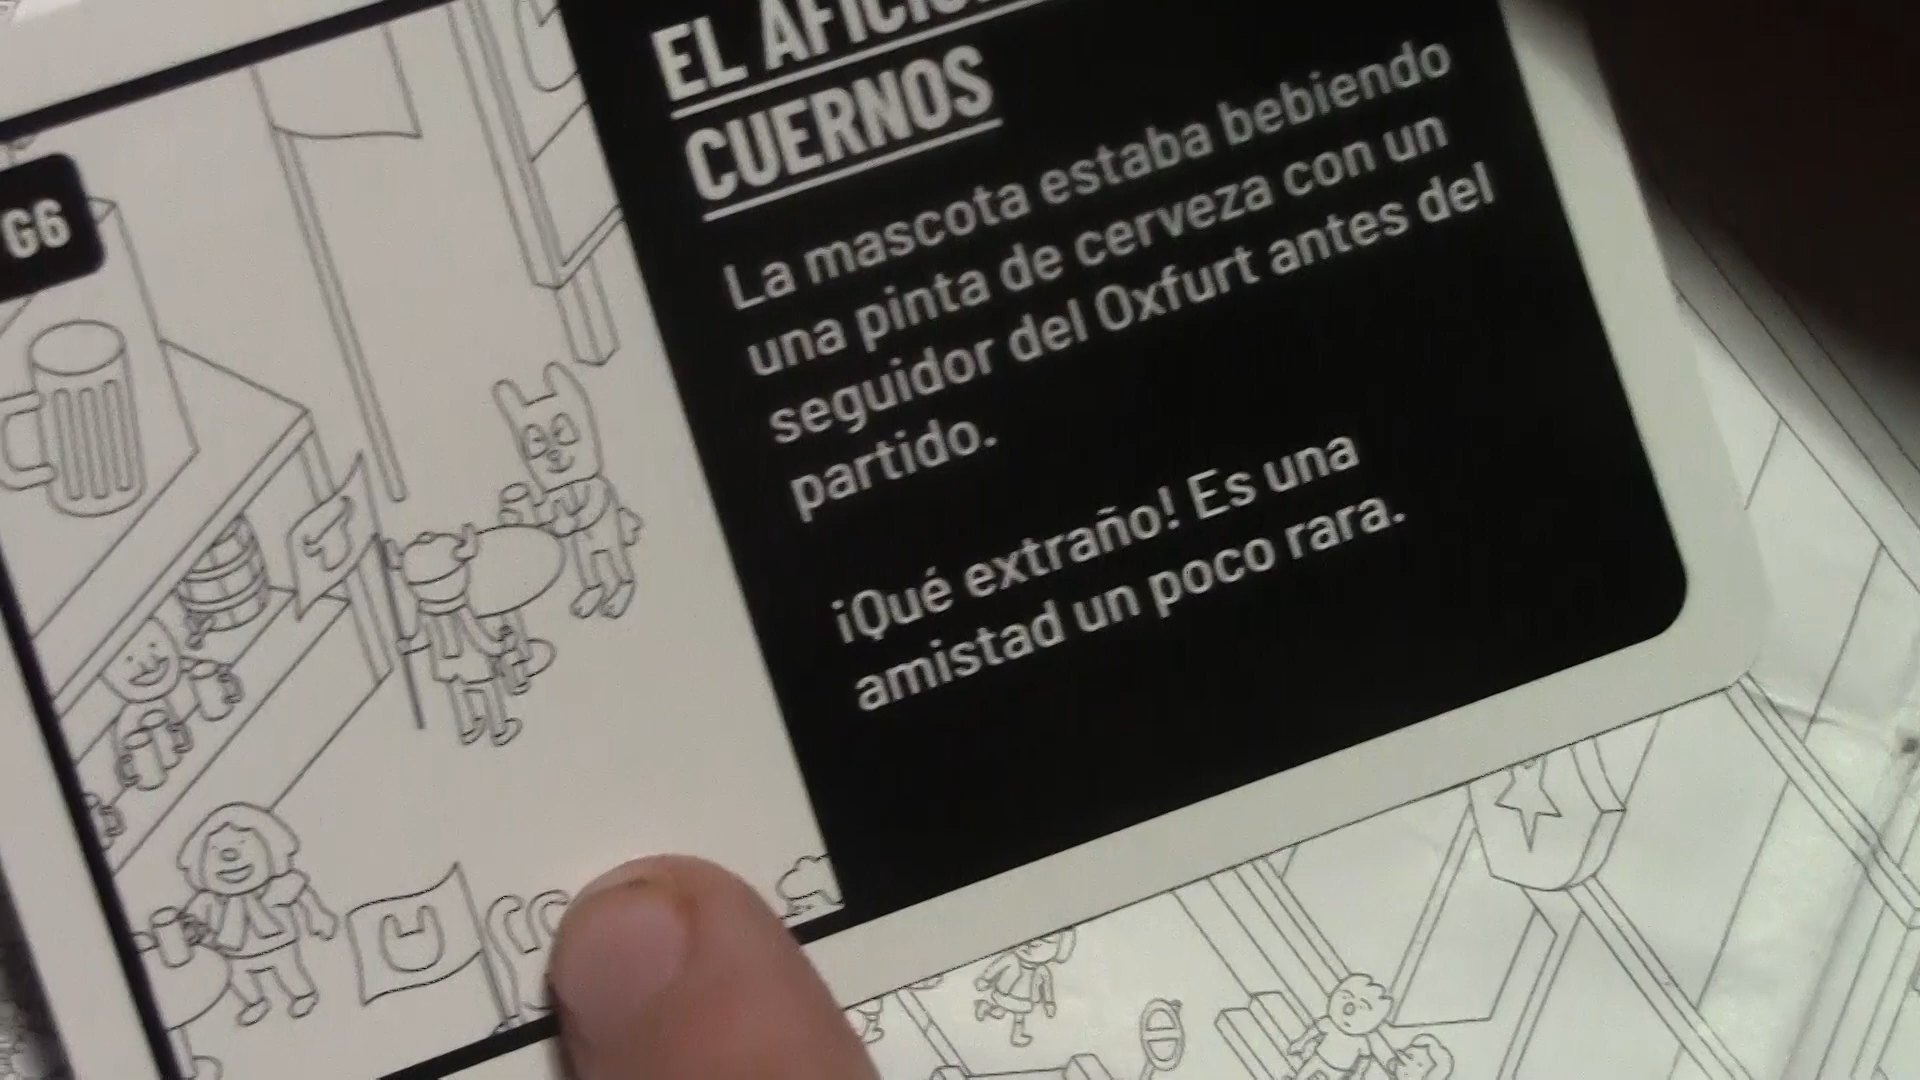 G6
EL
CUERNOS
La mascota estaba bebiendo
una pinta de cerveza con un
seguidor del Oxfurt antes del
partido.
¡Qué extraño! Es una
amistad un poco rara.